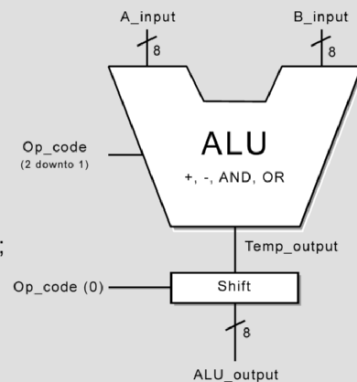 A_input
B_input
8
8
ALU
Op_code
(2 downto 1)
+, -, AND, OR
;
Temp_output
Op_code (0)
Shift
8
ALU_output